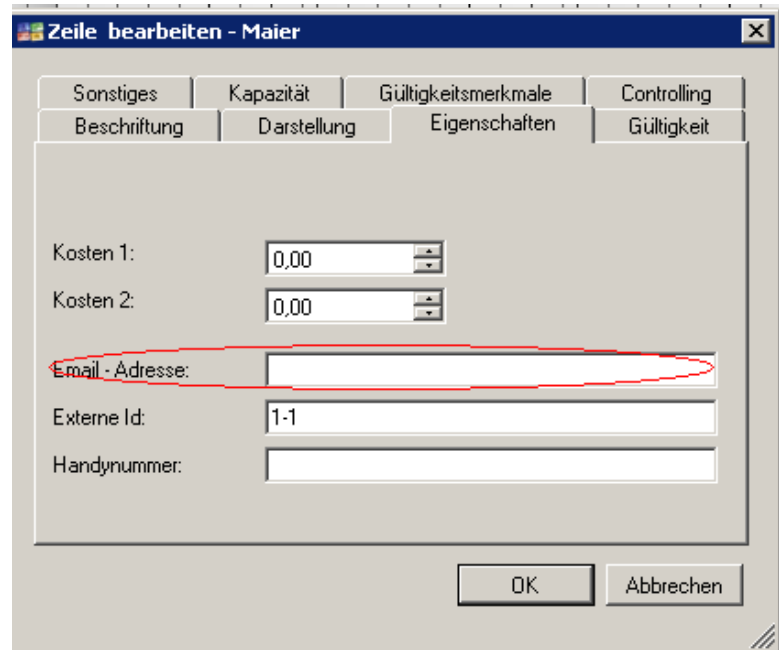 Zeile bearbeiten - Maier
Sonstiges Kapazität Gültigkeitsmerkmale Controlling
Beschriftung Darstellung Eigenschaften Gültigkeit
Kosten 1: 0,00
Kosten 2: 0,00
Email - Adresse:
Externe Id: 1-1
Handynummer:
OK Abbrechen